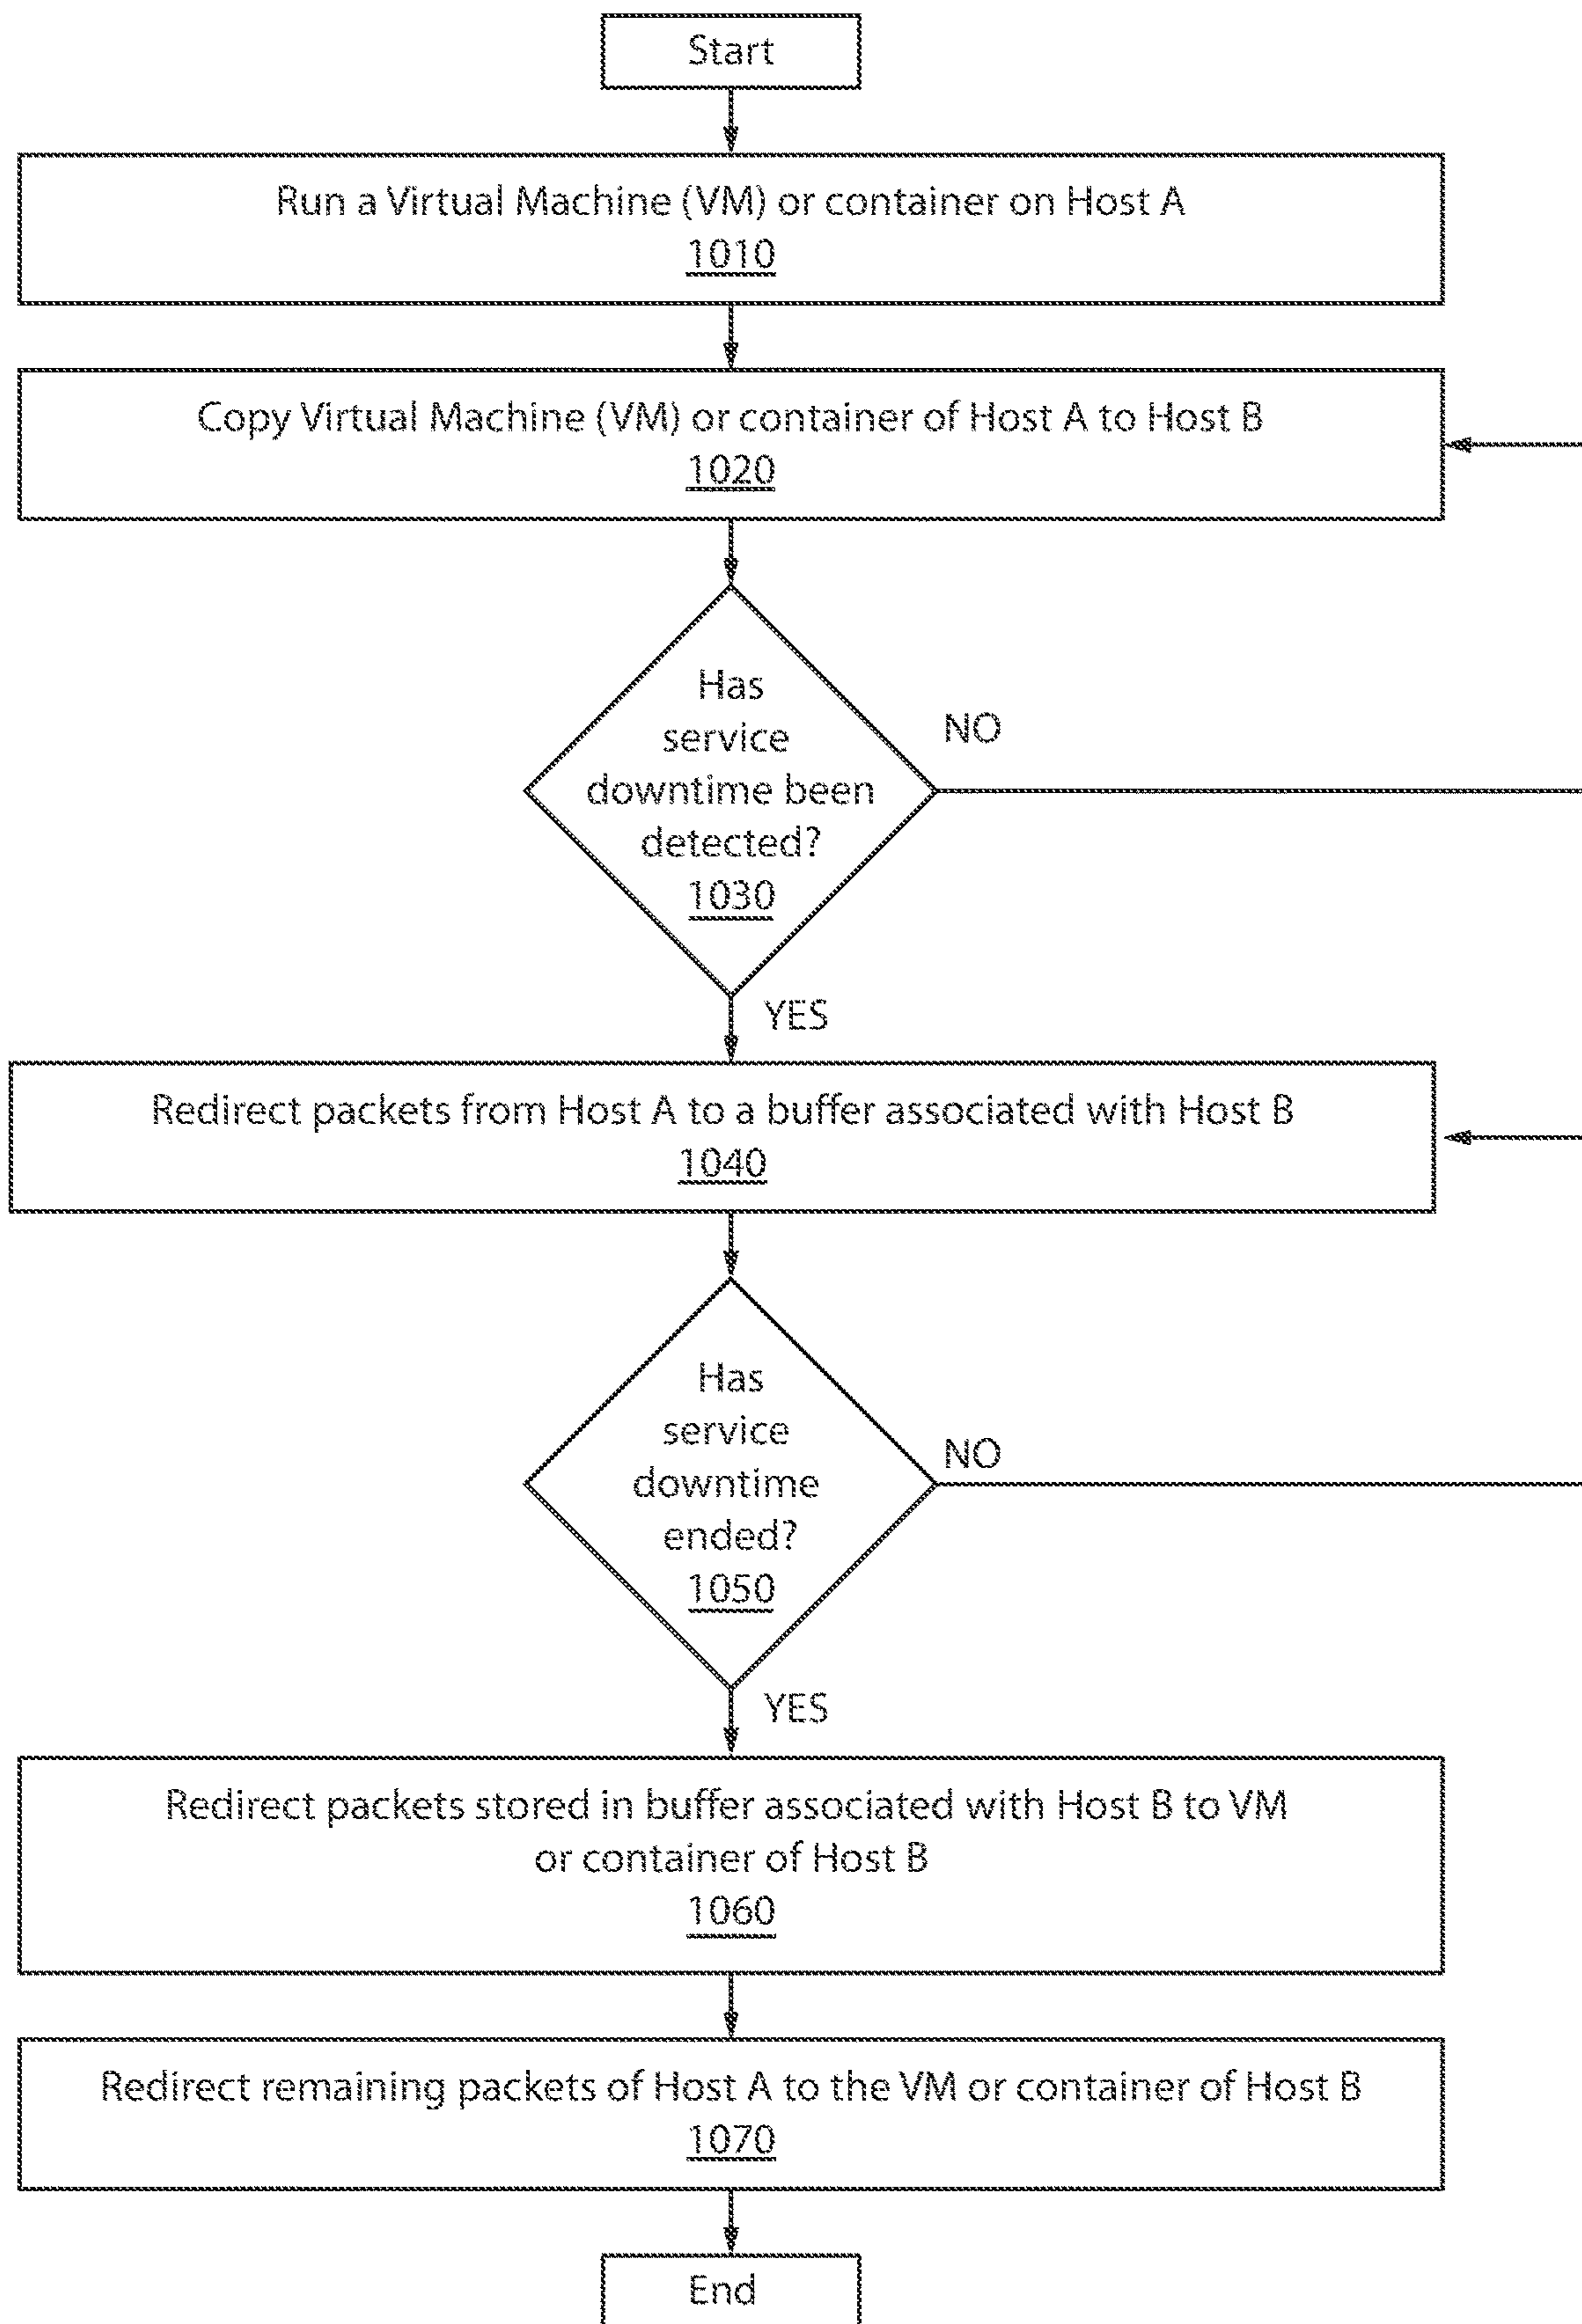 Start
Run a Virtual Machine (VM) or container on Host A
1010
Copy Virtual Machine (VM) or container of Host A to Host B
1020
Has
service
downtime been
detected?
1030
NO
YES
Redirect packets from Host A to a buffer associated with Host B
1040
Has
service
downtime
ended?
1050
NO
YES
Redirect packets stored in buffer associated with Host B to VM
or container of Host B
1060
Redirect remaining packets of Host A to the VM or container of Host B
1070
End